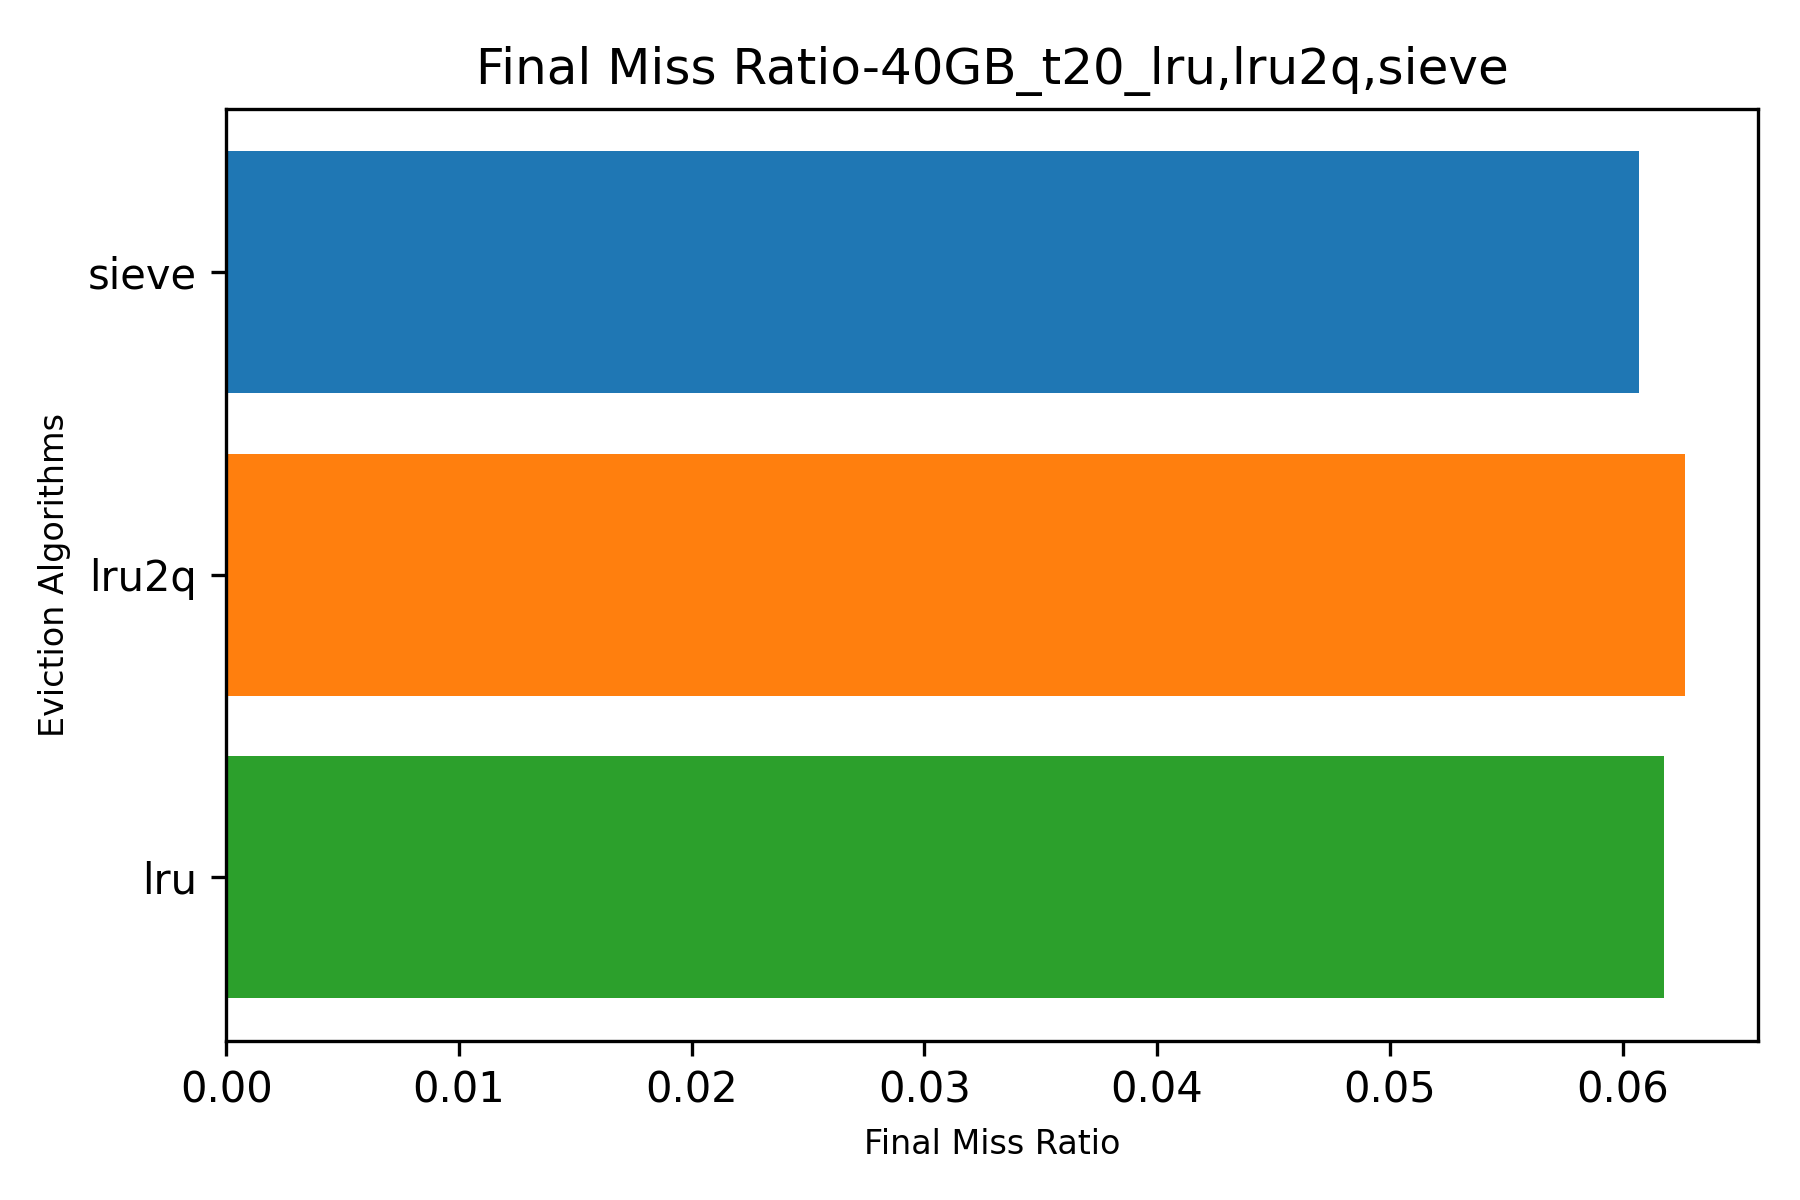 Final Miss Ratio-40GB_t20_lru,lru2q,sieve
Eviction Algorithms
sieve
lru2q
lru
0.00 0.01 0.02 0.03 0.04 0.05 0.06
Final Miss Ratio